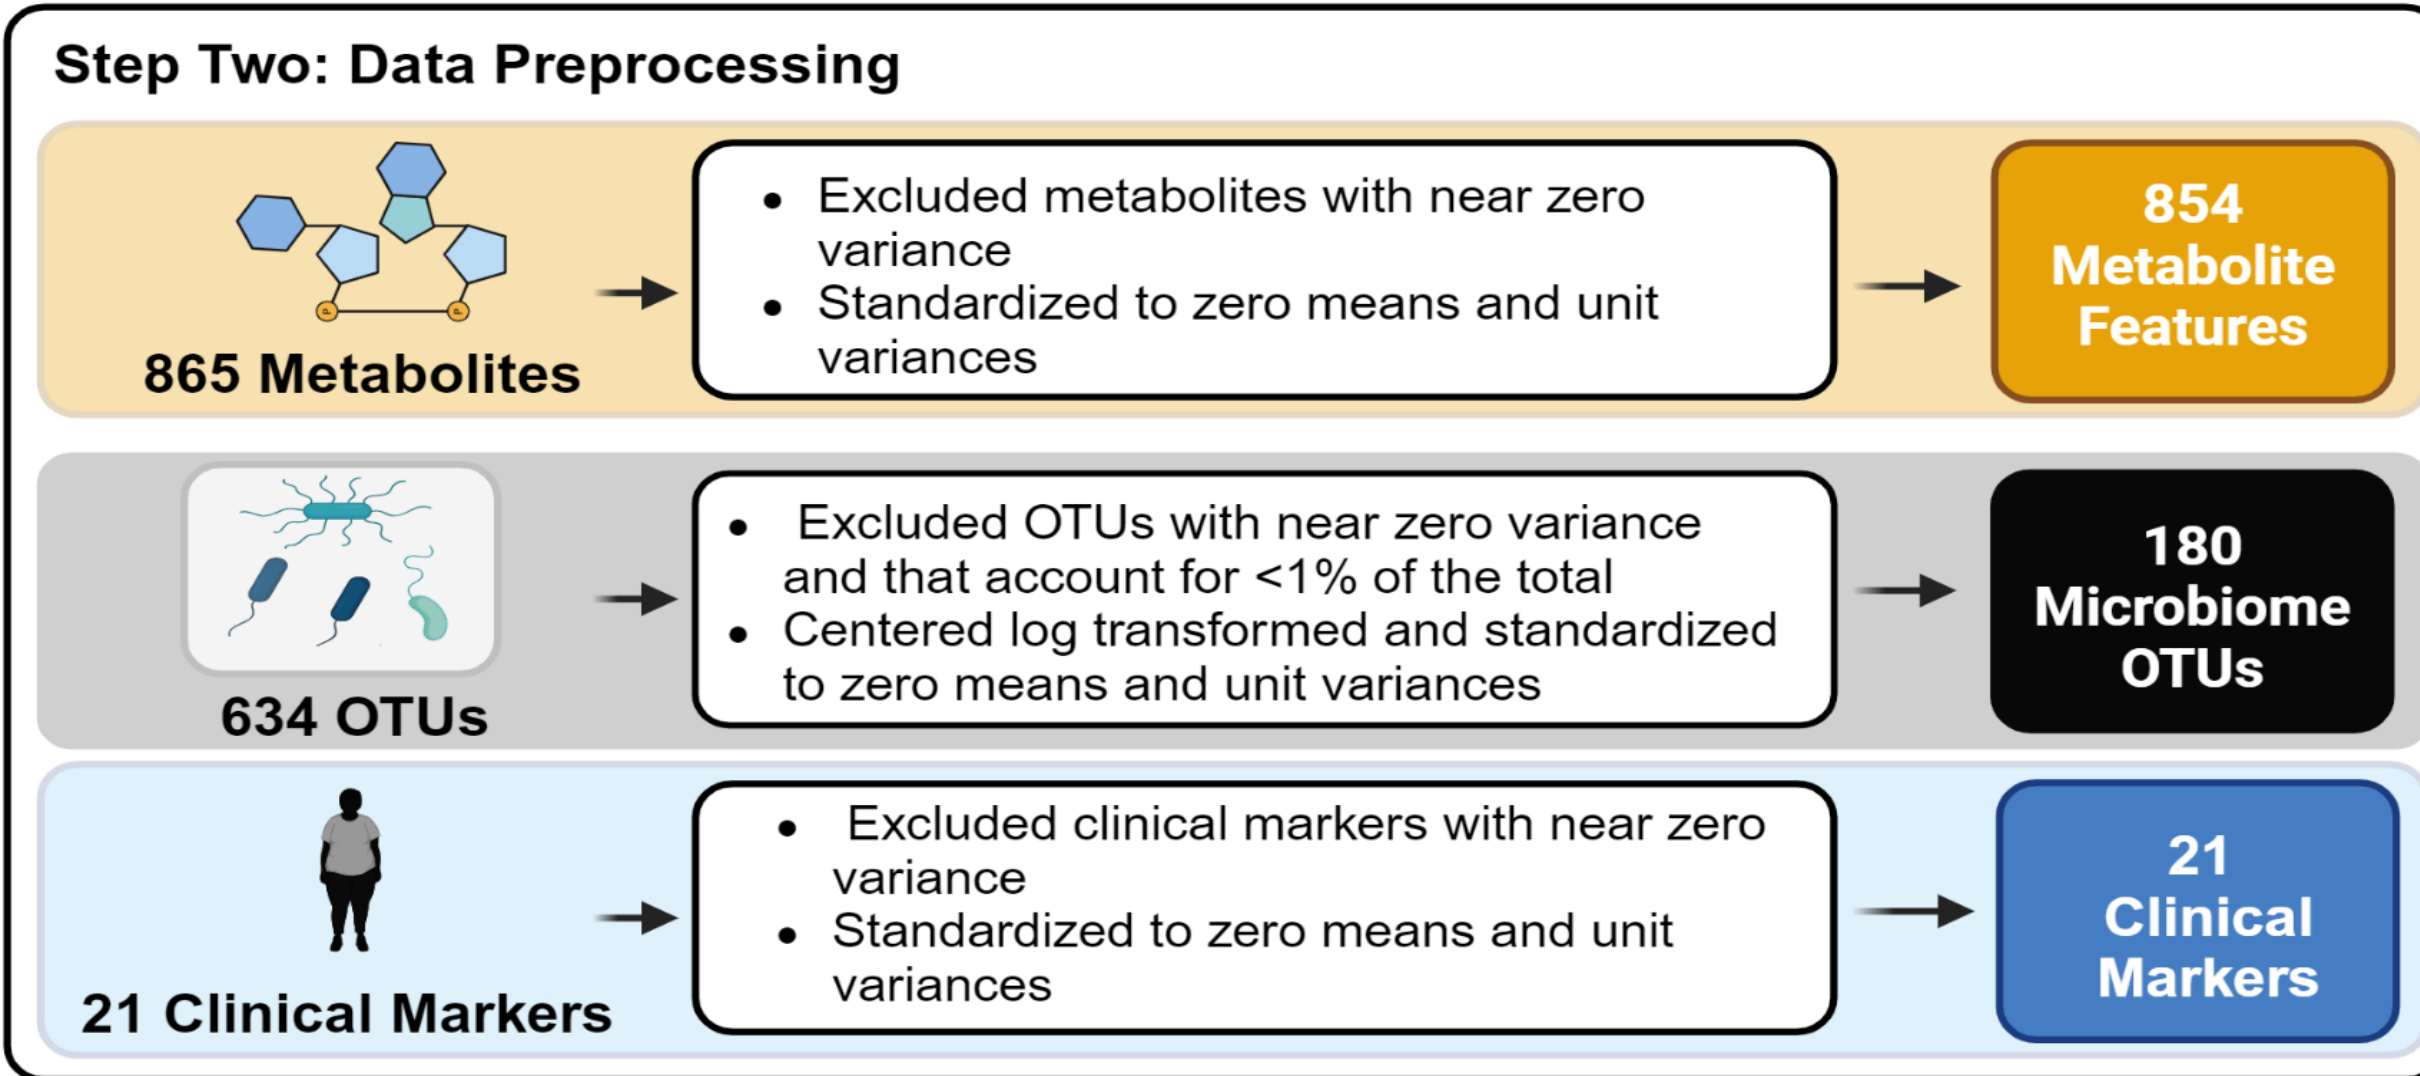 Step Two: Data Preprocessing
865 Metabolites
P
P
• Excluded metabolites with near zero
variance
• Standardized to zero means and unit
variances
854
Metabolite
Features
634 OTUs
• Excluded OTUs with near zero variance
and that account for <1% of the total
• Centered log transformed and standardized
to zero means and unit variances
180
Microbiome
OTUs
21 Clinical Markers
• Excluded clinical markers with near zero
variance
• Standardized to zero means and unit
variances
21
Clinical
Markers